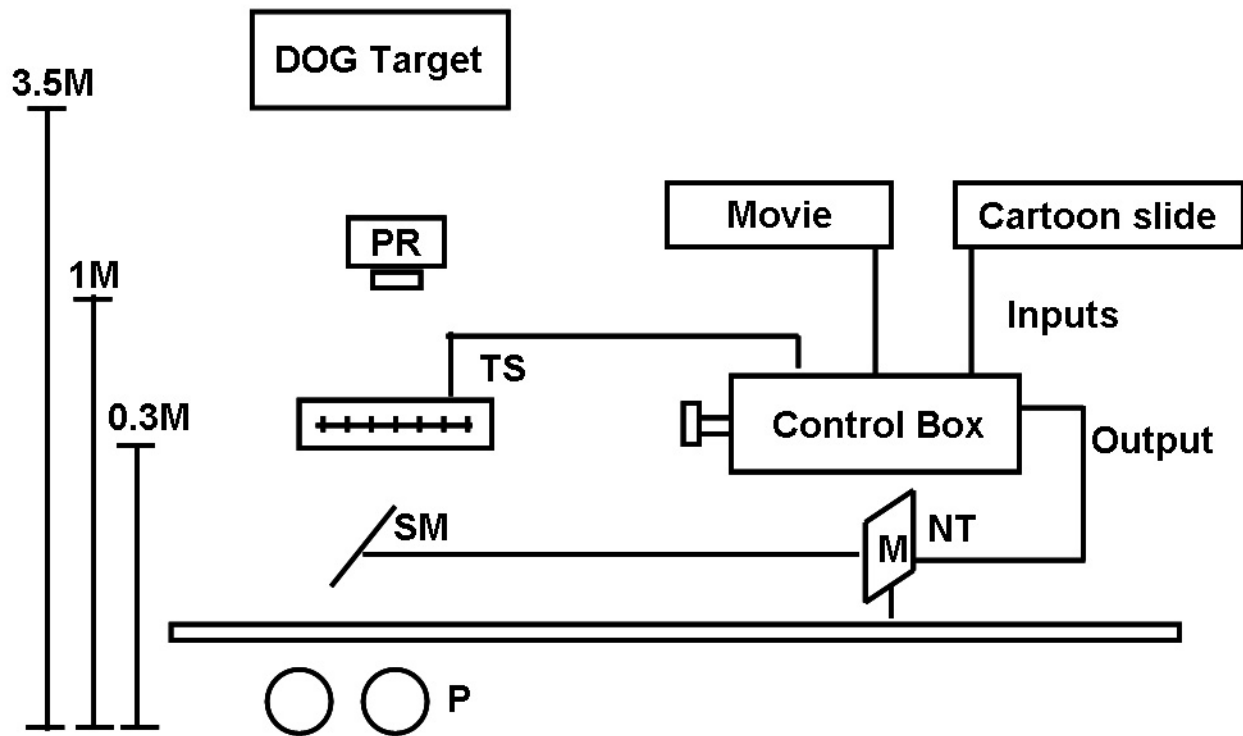 DOG Target
3.5M
Movie
Cartoon slide
PR
1M
Inputs
TS
0.3M
Control Box
Output
SM
M
NT
P